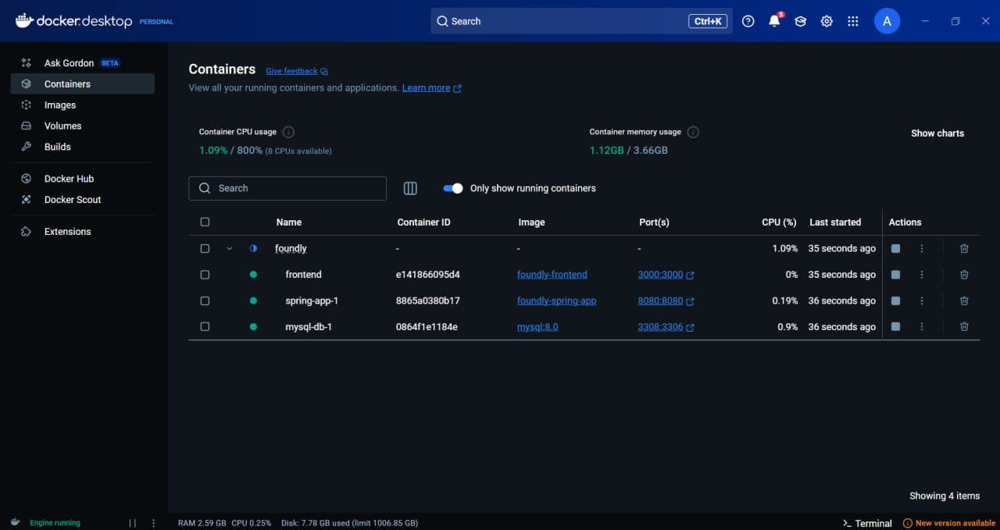 docker.desktop PERSONAL
Search Ctrl+K
5
A
Ask Gordon BETA
Containers
Images
Volumes
Builds
Docker Hub
Docker Scout
Extensions
Containers Give feedback
View all your running containers and applications. Learn more
Container CPU usage
1.09% / 800% (8 CPUs available)
Container memory usage
1.12GB / 3.66GB
Show charts
Search
Only show running containers
Name Container ID Image Port(s) CPU (%) Last started Actions
foundly - - - 1.09% 35 seconds ago
frontend e141866095d4 foundly-frontend 3000:3000 0% 35 seconds ago
spring-app-1 8865a0380b17 foundly-spring-app 8080:8080 0.19% 36 seconds ago
mysql-db-1 0864f1e1184e mysql:8.0 3308:3306 0.9% 36 seconds ago
Showing 4 items
Engine running
RAM 2.59 GB CPU 0.25% Disk: 7.78 GB used (limit 1006.85 GB)
Terminal
New version available